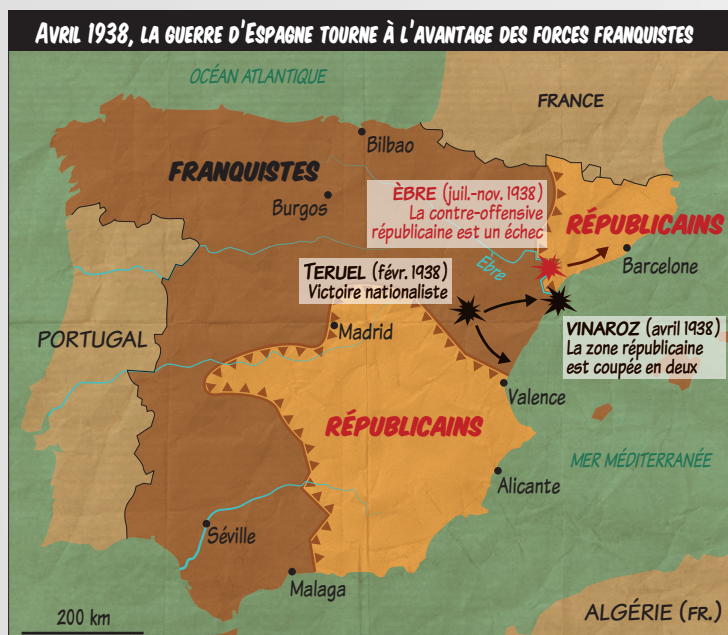 AVRIL 1938, LA GUERRE D'ESPAGNE TOURNE À L'AVANTAGE DES FORCES FRANQUISTES
OCÉAN ATLANTIQUE
FRANCE
Bilbao
FRANQUISTES
Burgos
ÈBRE (juil.-nov. 1938)
La contre-offensive
républicaine est un échec
RÉPUBLICAINS
Barcelone
Èbre
TERUEL (févr. 1938)
Victoire nationaliste
PORTUGAL
Madrid
VINAROZ (avril 1938)
La zone républicaine
est coupée en deux
Valence
RÉPUBLICAINS
MER MÉDITERRANÉE
Alicante
Séville
Malaga
200 km
ALGÉRIE (FR.)